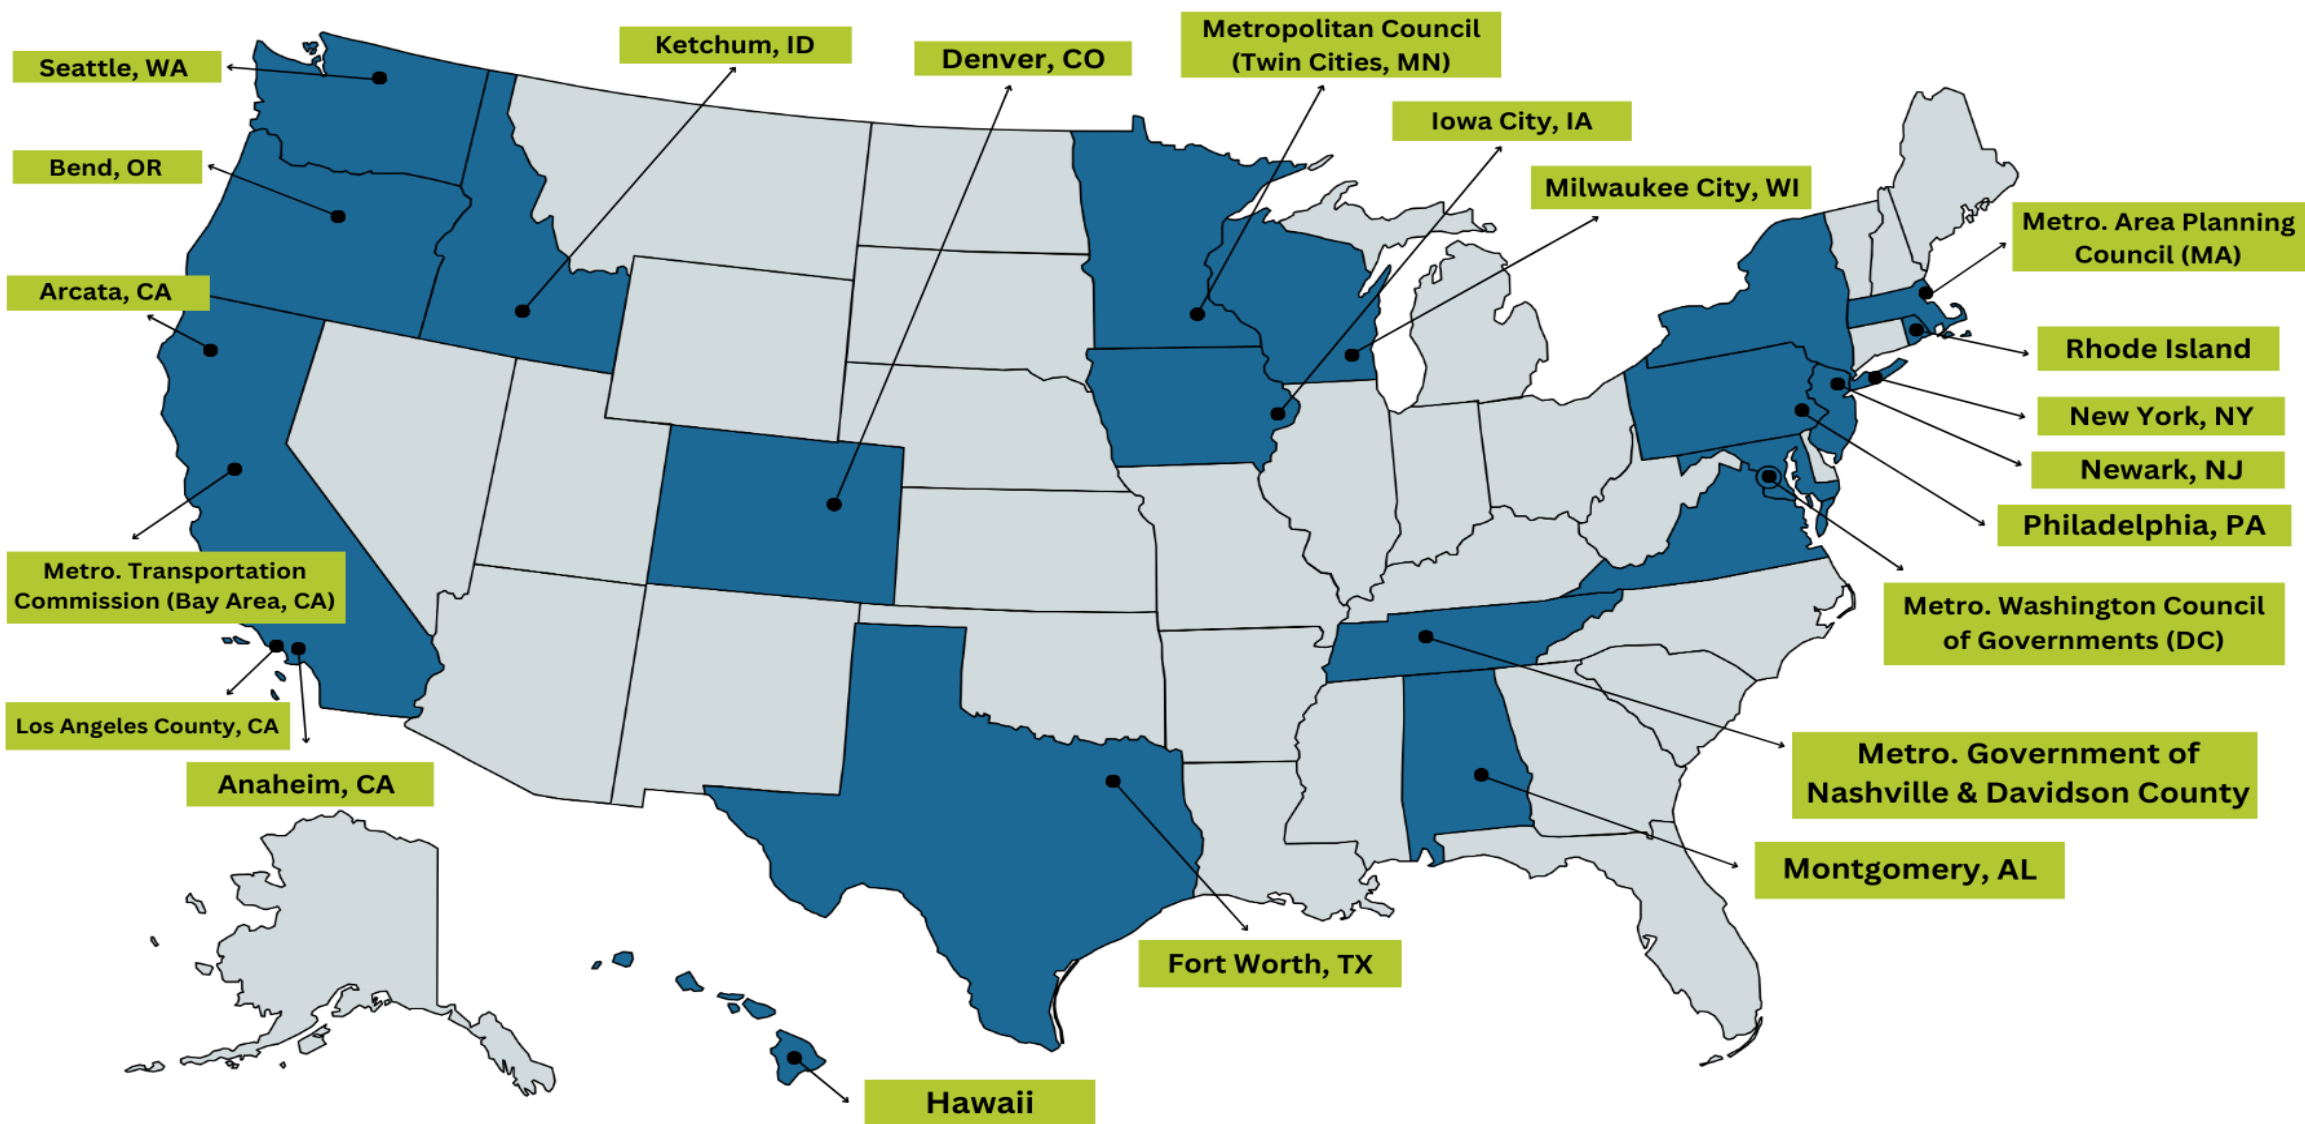 Seattle, WA
Ketchum, ID
Denver, CO
Metropolitan Council
(Twin Cities, MN)
Iowa City, IA
Bend, OR
Milwaukee City, WI
Metro. Area Planning
Council (MA)
Arcata, CA
Rhode Island
New York, NY
Newark, NJ
Philadelphia, PA
Metro. Transportation
Commission (Bay Area, CA)
Metro. Washington Council
of Governments (DC)
Los Angeles County, CA
Anaheim, CA
Metro. Government of
Nashville & Davidson County
Montgomery, AL
Fort Worth, TX
Hawaii